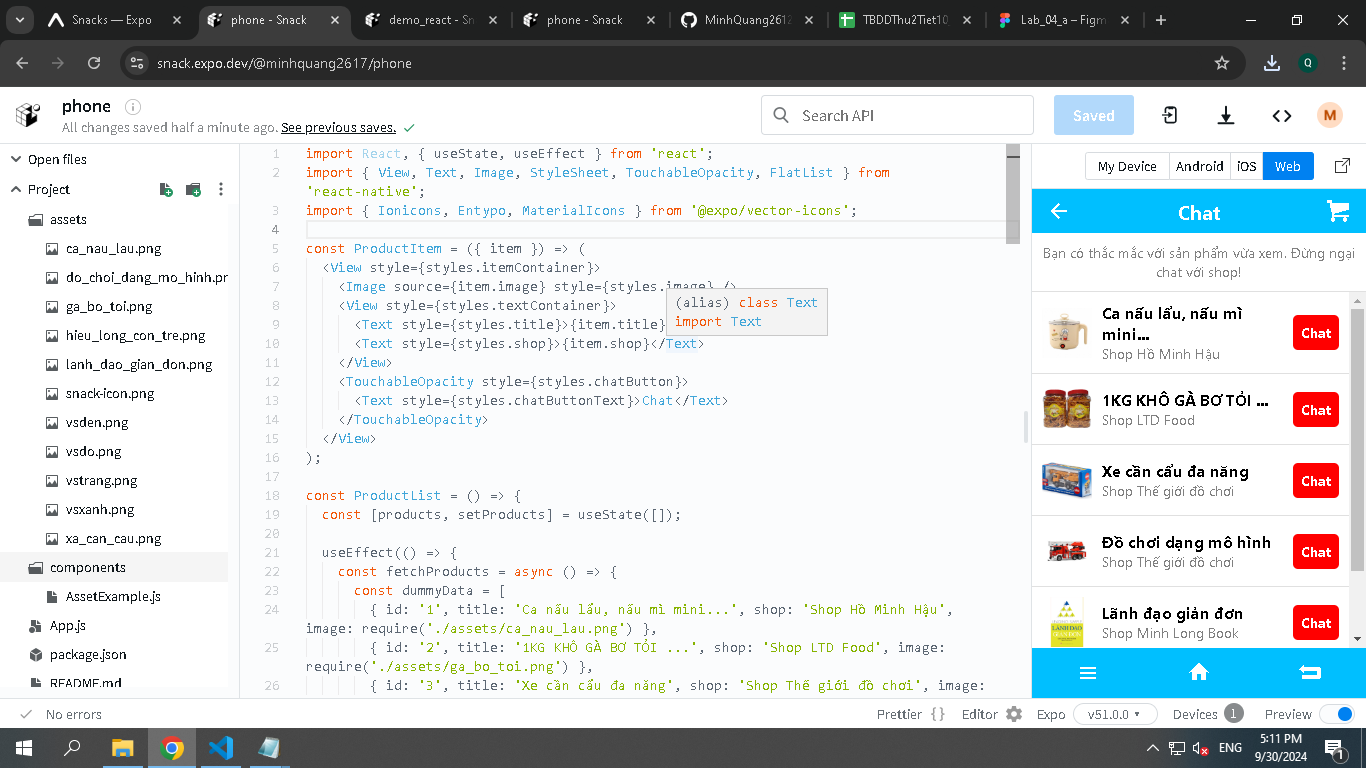 Snacks — Expo
phone - Snack
demo_react - Sn
phone - Snack
MinhQuang2612
TBDDThu2Tiet10
Lab_04_a – Figm
snack.expo.dev/@minhquang2617/phone
Q
phone
All changes saved half a minute ago. See previous saves.
Search API
Saved
M
Open files
Project
assets
ca_nau_lau.png
do_choi_dang_mo_hinh.pr
ga_bo_toi.png
hieu_long_con_tre.png
lanh_dao_gian_don.png
snack-icon.png
vsden.png
vsdo.png
vstrang.png
vsxanh.png
xa_can_cau.png
components
AssetExample.js
App.js
package.json
README.md
1 import React, { useState, useEffect } from 'react';
2 import { View, Text, Image, StyleSheet, TouchableOpacity, FlatList } from
'react-native';
3 import { Ionicons, Entypo, MaterialIcons } from '@expo/vector-icons';
4
5 const ProductItem = ({ item }) => (
6 <View style={styles.itemContainer}>
7 <Image source={item.image} style={styles.image} />
8 <View style={styles.textContainer}>
9 <Text style={styles.title}>{item.title}
10 <Text style={styles.shop}>{item.shop}</Text>
11 </View>
12 <TouchableOpacity style={styles.chatButton}>
13 <Text style={styles.chatButtonText}>Chat</Text>
14 </TouchableOpacity>
15 </View>
16 );
17
18 const ProductList = () => {
19 const [products, setProducts] = useState([]);
20
21 useEffect(() => {
22 const fetchProducts = async () => {
23 const dummyData = [
24 { id: '1', title: 'Ca nấu lẩu, nấu mì mini...', shop: 'Shop Hồ Minh Hậu',
image: require('./assets/ca_nau_lau.png') },
25 { id: '2', title: '1KG KHÔ GÀ BƠ TỎI ...', shop: 'Shop LTD Food', image:
require('./assets/ga_bo_toi.png') },
26 { id: '3', title: 'Xe cần cẩu đa năng', shop: 'Shop Thế giới đồ chơi', image:
(alias) class Text
import Text
My Device
Android
iOS
Web
Chat
Bạn có thắc mắc với sản phẩm vừa xem. Đừng ngại
chat với shop!
Ca nấu lẩu, nấu mì
mini...
Shop Hồ Minh Hậu
Chat
1KG KHÔ GÀ BƠ TỎI ...
Shop LTD Food
Chat
Xe cần cẩu đa năng
Shop Thế giới đồ chơi
Chat
Đồ chơi dạng mô hình
Shop Thế giới đồ chơi
Chat
LÃNH ĐẠO
Lãnh đạo giản đơn
Shop Minh Long Book
Chat
No errors
Prettier
Editor
Expo
v51.0.0
Devices
1
Preview
ENG
5:11 PM
9/30/2024
1